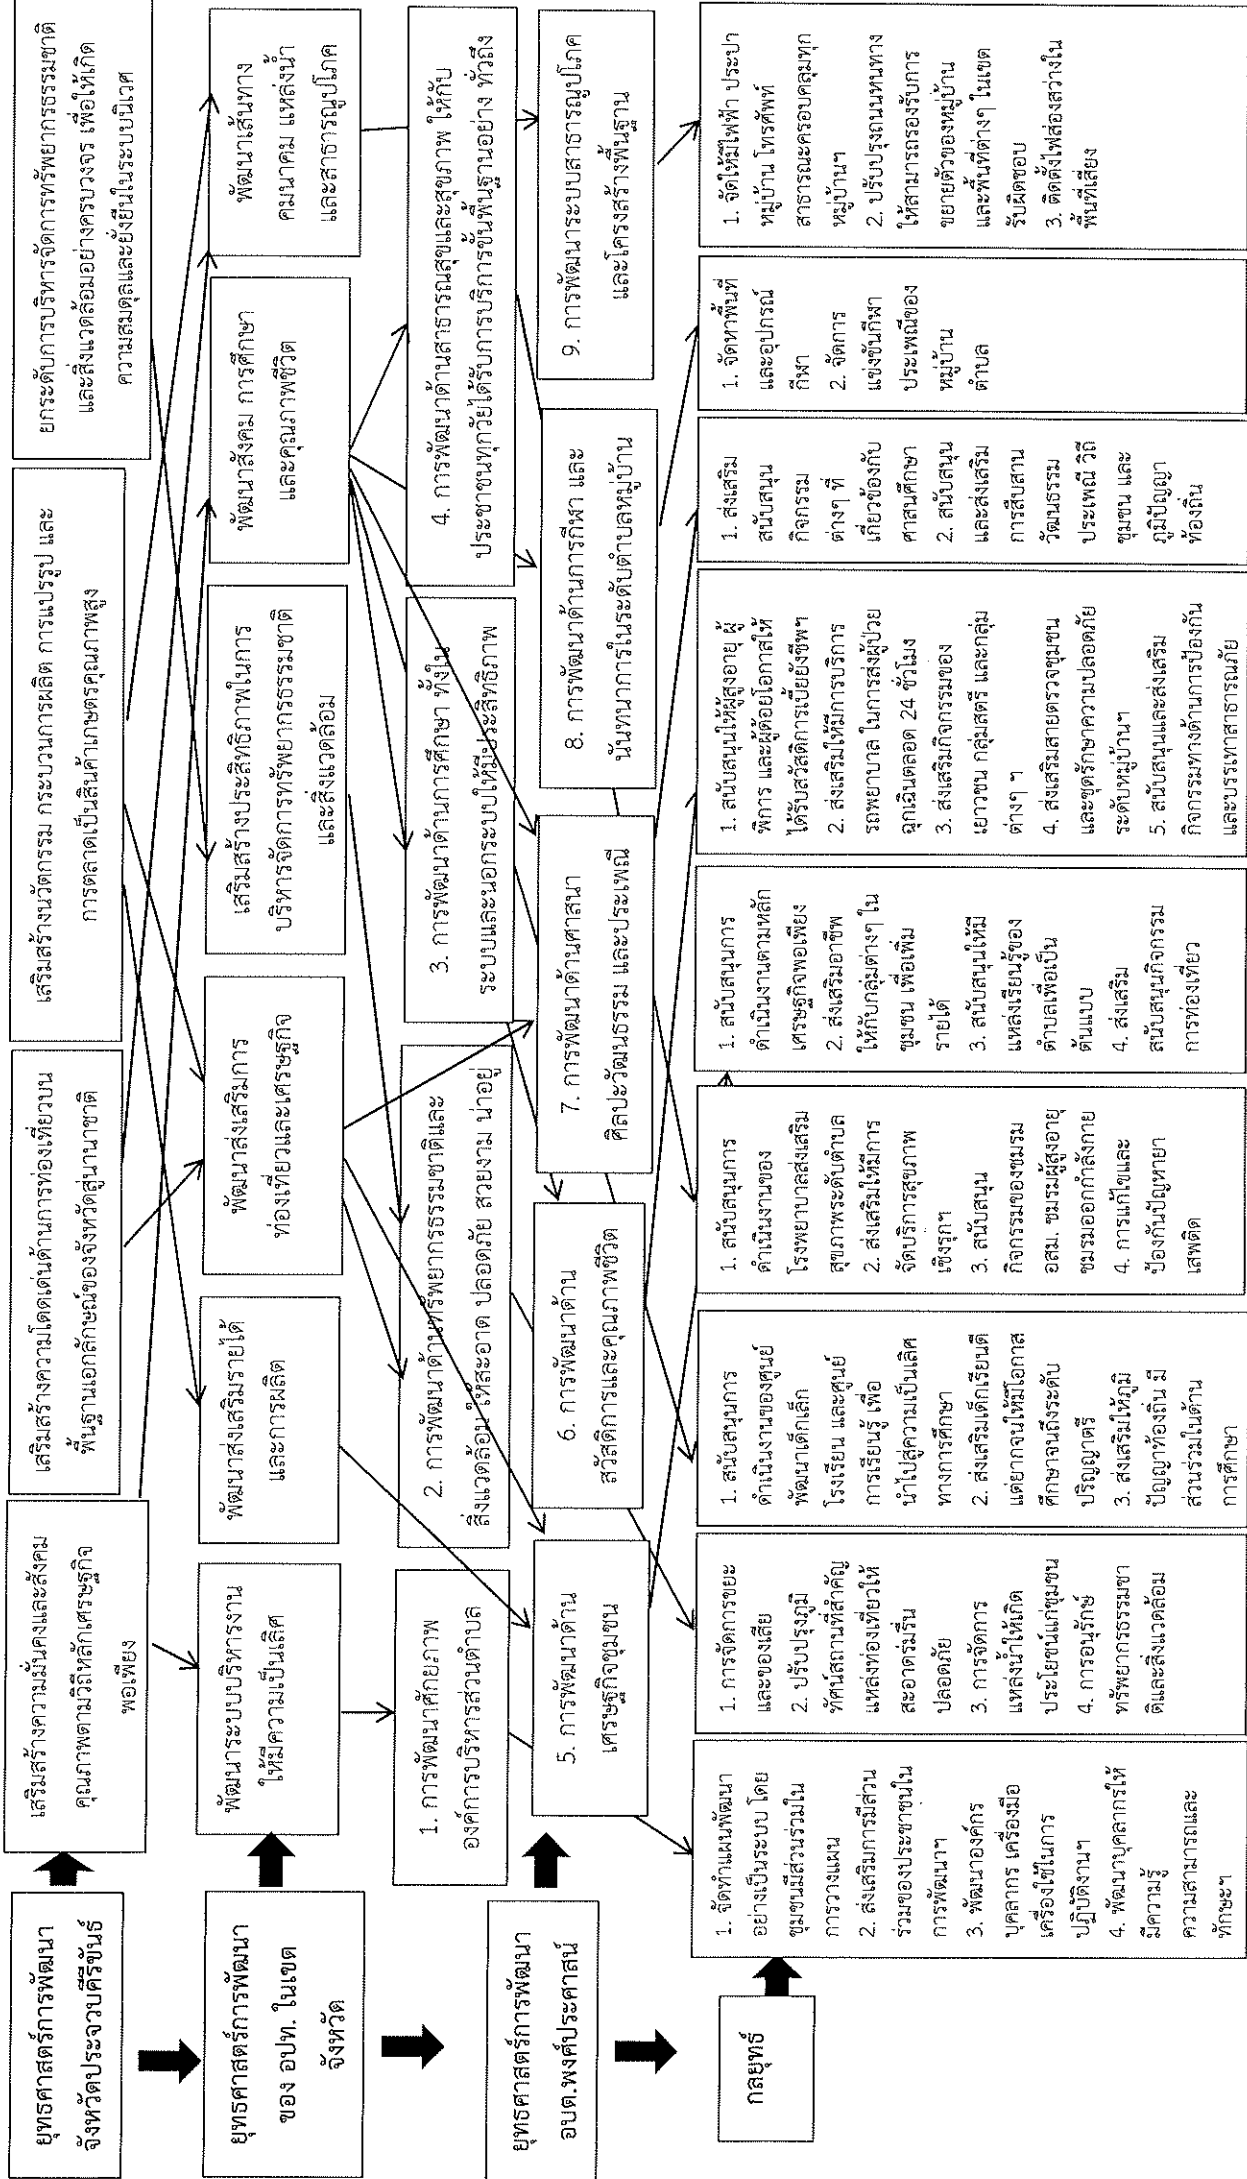 ยุทธศาสตร์การพัฒนา
จังหวัดประจวบคีรีขันธ์
เสริมสร้างความมั่นคงและสังคม
คุณภาพตามวิถีหลักเศรษฐกิจ
พอเพียง
เสริมสร้างความโดดเด่นด้านการท่องเที่ยวบน
พื้นฐานเอกลักษณ์ของจังหวัดสู่นานาชาติ
เสริมสร้างนวัตกรรม กระบวนการผลิต การแปรรูป และ
การตลาดเป็นสินค้าเกษตรคุณภาพสูง
ยกระดับการบริหารจัดการทรัพยากรธรรมชาติ
และสิ่งแวดล้อมอย่างครบวงจร เพื่อให้เกิด
ความสมดุลและยั่งยืนในระบบนิเวศ
ยุทธศาสตร์การพัฒนา
ของ อปท. ในเขต
จังหวัด
พัฒนาระบบบริหารงาน
ให้มีความเป็นเลิศ
พัฒนาส่งเสริมรายได้
และการผลิต
พัฒนาส่งเสริมการ
ท่องเที่ยวและเศรษฐกิจ
เสริมสร้างประสิทธิภาพในการ
บริหารจัดการทรัพยากรธรรมชาติ
และสิ่งแวดล้อม
พัฒนาสังคม การศึกษา
และคุณภาพชีวิต
พัฒนาเส้นทาง
คมนาคม แหล่งน้ำ
และสาธารณูปโภค
ยุทธศาสตร์การพัฒนา
อบต.พงศ์ประศาสน์
1. การพัฒนาศักยภาพ
องค์การบริหารส่วนตำบล
2. การพัฒนาด้านทรัพยากรธรรมชาติและ
สิ่งแวดล้อม ให้สะอาด ปลอดภัย สวยงาม น่าอยู่
3. การพัฒนาด้านการศึกษา ทั้งใน
ระบบและนอกระบบให้มีประสิทธิภาพ
4. การพัฒนาด้านสาธารณสุขและสุขภาพ ให้กับ
ประชาชนทุกวัยได้รับการบริการขั้นพื้นฐานอย่าง ทั่วถึง
5. การพัฒนาด้าน
เศรษฐกิจชุมชน
6. การพัฒนาด้าน
สวัสดิการและคุณภาพชีวิต
7. การพัฒนาด้านศาสนา
ศิลปะวัฒนธรรม และประเพณี
8. การพัฒนาด้านการกีฬา และ
นันทนาการในระดับตำบลหมู่บ้าน
9. การพัฒนาระบบสาธารณูปโภค
และโครงสร้างพื้นฐาน
กลยุทธ์
1. จัดทำแผนพัฒนา
อย่างเป็นระบบ โดย
ชุมชนมีส่วนร่วมใน
การวางแผน
2. ส่งเสริมการมีส่วน
ร่วมของประชาชนใน
การพัฒนาฯ
3. พัฒนาองค์กร
บุคลากร เครื่องมือ
เครื่องใช้ในการ
ปฏิบัติงานฯ
4. พัฒนาบุคลากรให้
มีความรู้
ความสามารถและ
ทักษะฯ
1. การจัดการขยะ
และของเสีย
2. ปรับปรุงภูมิ
ทัศน์สถานที่สำคัญ
แหล่งท่องเที่ยวให้
สะอาดร่มรื่น
ปลอดภัย
3. การจัดการ
แหล่งน้ำให้เกิด
ประโยชน์แก่ชุมชน
4. การอนุรักษ์
ทรัพยากรธรรมชา
ติและสิ่งแวดล้อม
1. สนับสนุนการ
ดำเนินงานของศูนย์
พัฒนาเด็กเล็ก
โรงเรียน และศูนย์
การเรียนรู้ เพื่อ
นำไปสู่ความเป็นเลิศ
ทางการศึกษา
2. ส่งเสริมเด็กเรียนดี
แต่ยากจนให้มีโอกาส
ศึกษาจนถึงระดับ
ปริญญาตรี
3. ส่งเสริมให้ภูมิ
ปัญญาท้องถิ่น มี
ส่วนร่วมในด้าน
การศึกษา
1. สนับสนุนการ
ดำเนินงานของ
โรงพยาบาลส่งเสริม
สุขภาพระดับตำบล
2. ส่งเสริมให้มีการ
จัดบริการสุขภาพ
เชิงรุกฯ
3. สนับสนุน
กิจกรรมของชมรม
อสม. ชมรมผู้สูงอายุ
ชมรมออกกำลังกาย
4. การแก้ไขและ
ป้องกันปัญหายา
เสพติด
1. สนับสนุนการ
ดำเนินงานตามหลัก
เศรษฐกิจพอเพียง
2. ส่งเสริมอาชีพ
ให้กับกลุ่มต่างๆ ใน
ชุมชน เพื่อเพิ่ม
รายได้
3. สนับสนุนให้มี
แหล่งเรียนรู้ของ
ตำบลเพื่อเป็น
ต้นแบบ
4. ส่งเสริม
สนับสนุนกิจกรรม
การท่องเที่ยว
1. สนับสนุนให้ผู้สูงอายุ ผู้
พิการ และผู้ด้อยโอกาสให้
ได้รับสวัสดิการเบี้ยยังชีพฯ
2. ส่งเสริมให้มีการบริการ
รถพยาบาล ในการส่งผู้ป่วย
ฉุกเฉินตลอด 24 ชั่วโมง
3. ส่งเสริมกิจกรรมของ
เยาวชน กลุ่มสตรี และกลุ่ม
ต่างๆ ฯ
4. ส่งเสริมสายตรวจชุมชน
และชุดรักษาความปลอดภัย
ระดับหมู่บ้านฯ
5. สนับสนุนและส่งเสริม
กิจกรรมทางด้านการป้องกัน
และบรรเทาสาธารณภัย
1. ส่งเสริม
สนับสนุน
กิจกรรม
ต่างๆ ที่
เกี่ยวข้องกับ
ศาสนศึกษา
2. สนับสนุน
และส่งเสริม
การสืบสาน
วัฒนธรรม
ประเพณี วิถี
ชุมชน และ
ภูมิปัญญา
ท้องถิ่น
1. จัดหาพื้นที่
และอุปกรณ์
กีฬา
2. จัดการ
แข่งขันกีฬา
ประเพณีของ
หมู่บ้าน
ตำบล
1. จัดให้มีไฟฟ้า ประปา
หมู่บ้าน โทรศัพท์
สาธารณะครอบคลุมทุก
หมู่บ้านฯ
2. ปรับปรุงถนนหนทาง
ให้สามารถรองรับการ
ขยายตัวของหมู่บ้าน
และพื้นที่ต่างๆ ในเขต
รับผิดชอบ
3. ติดตั้งไฟส่องสว่างใน
พื้นที่เสี่ยง